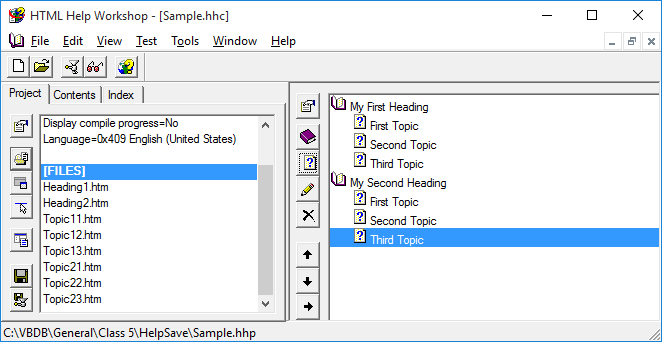 HTML Help Workshop - [Sample.hhc]
File Edit View Test Tools Window Help
Project Contents Index
Display compile progress=No
Language=0x409 English (United States)
[FILES]
Heading1.htm
Heading2.htm
Topic11.htm
Topic12.htm
Topic13.htm
Topic21.htm
Topic22.htm
Topic23.htm
My First Heading
First Topic
Second Topic
Third Topic
My Second Heading
First Topic
Second Topic
Third Topic
C:\VBDB\General\Class 5\HelpSave\Sample.hhp